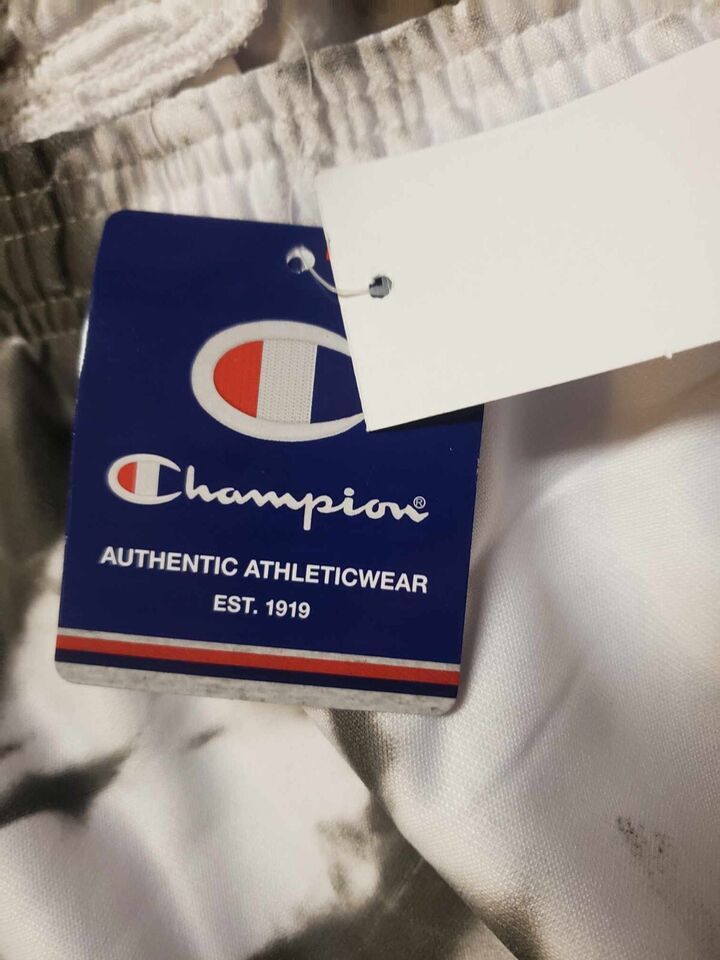 Champion®
AUTHENTIC ATHLETICWEAR
EST. 1919